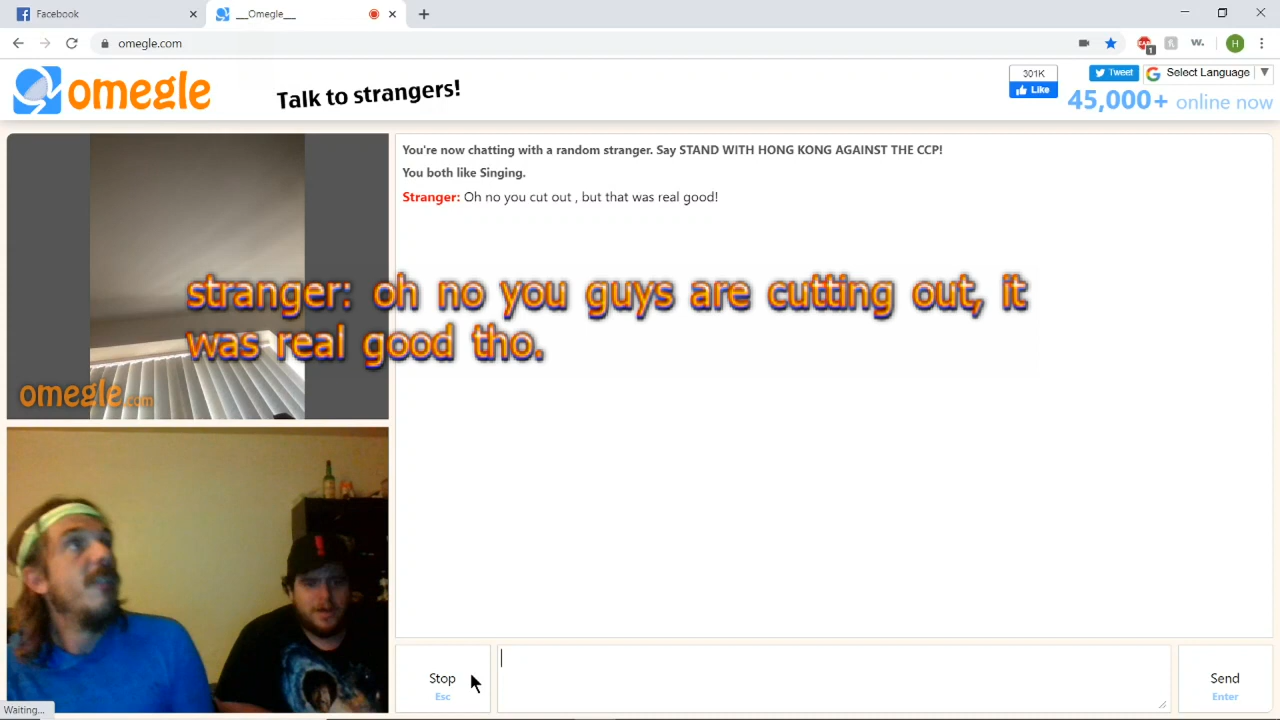 Facebook
__Omegle__
omegle.com
omegle
Talk to strangers!
301K
Like
Tweet
Select Language
45,000+ online now
You're now chatting with a random stranger. Say STAND WITH HONG KONG AGAINST THE CCP!
You both like Singing.
Stranger: Oh no you cut out , but that was real good!
stranger: oh no you guys are cutting out, it
was real good tho.
omegle.com
Stop
Esc
Send
Enter
Waiting...
H
1
w.